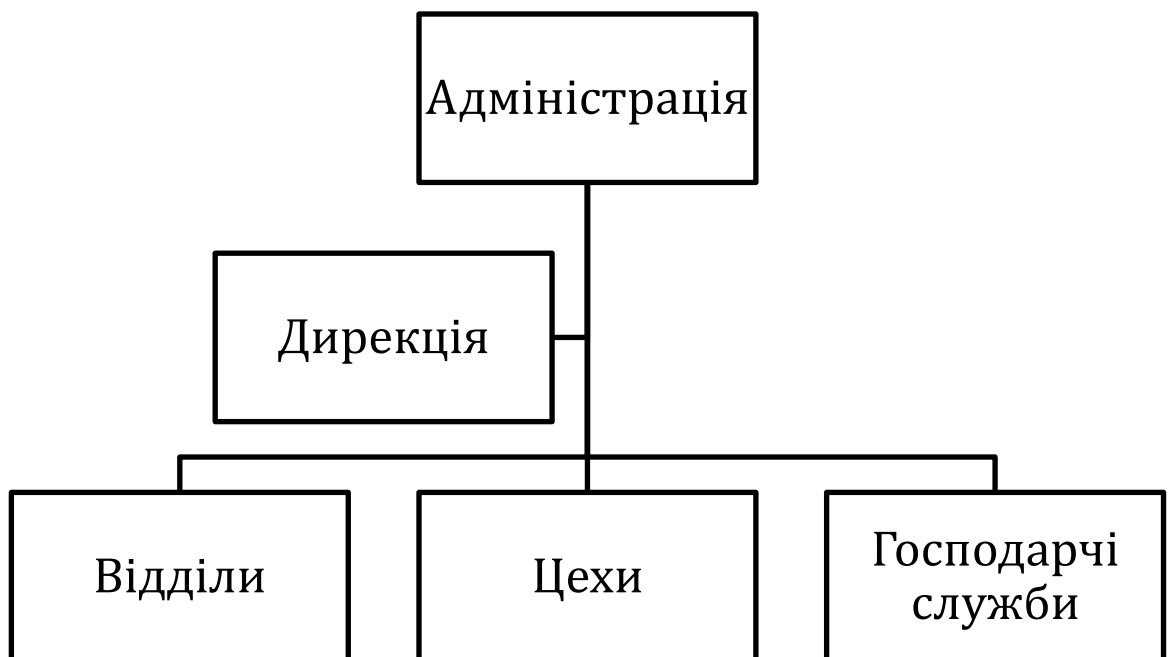 Адміністрація
Дирекція
Відділи
Цехи
Господарчі
служби